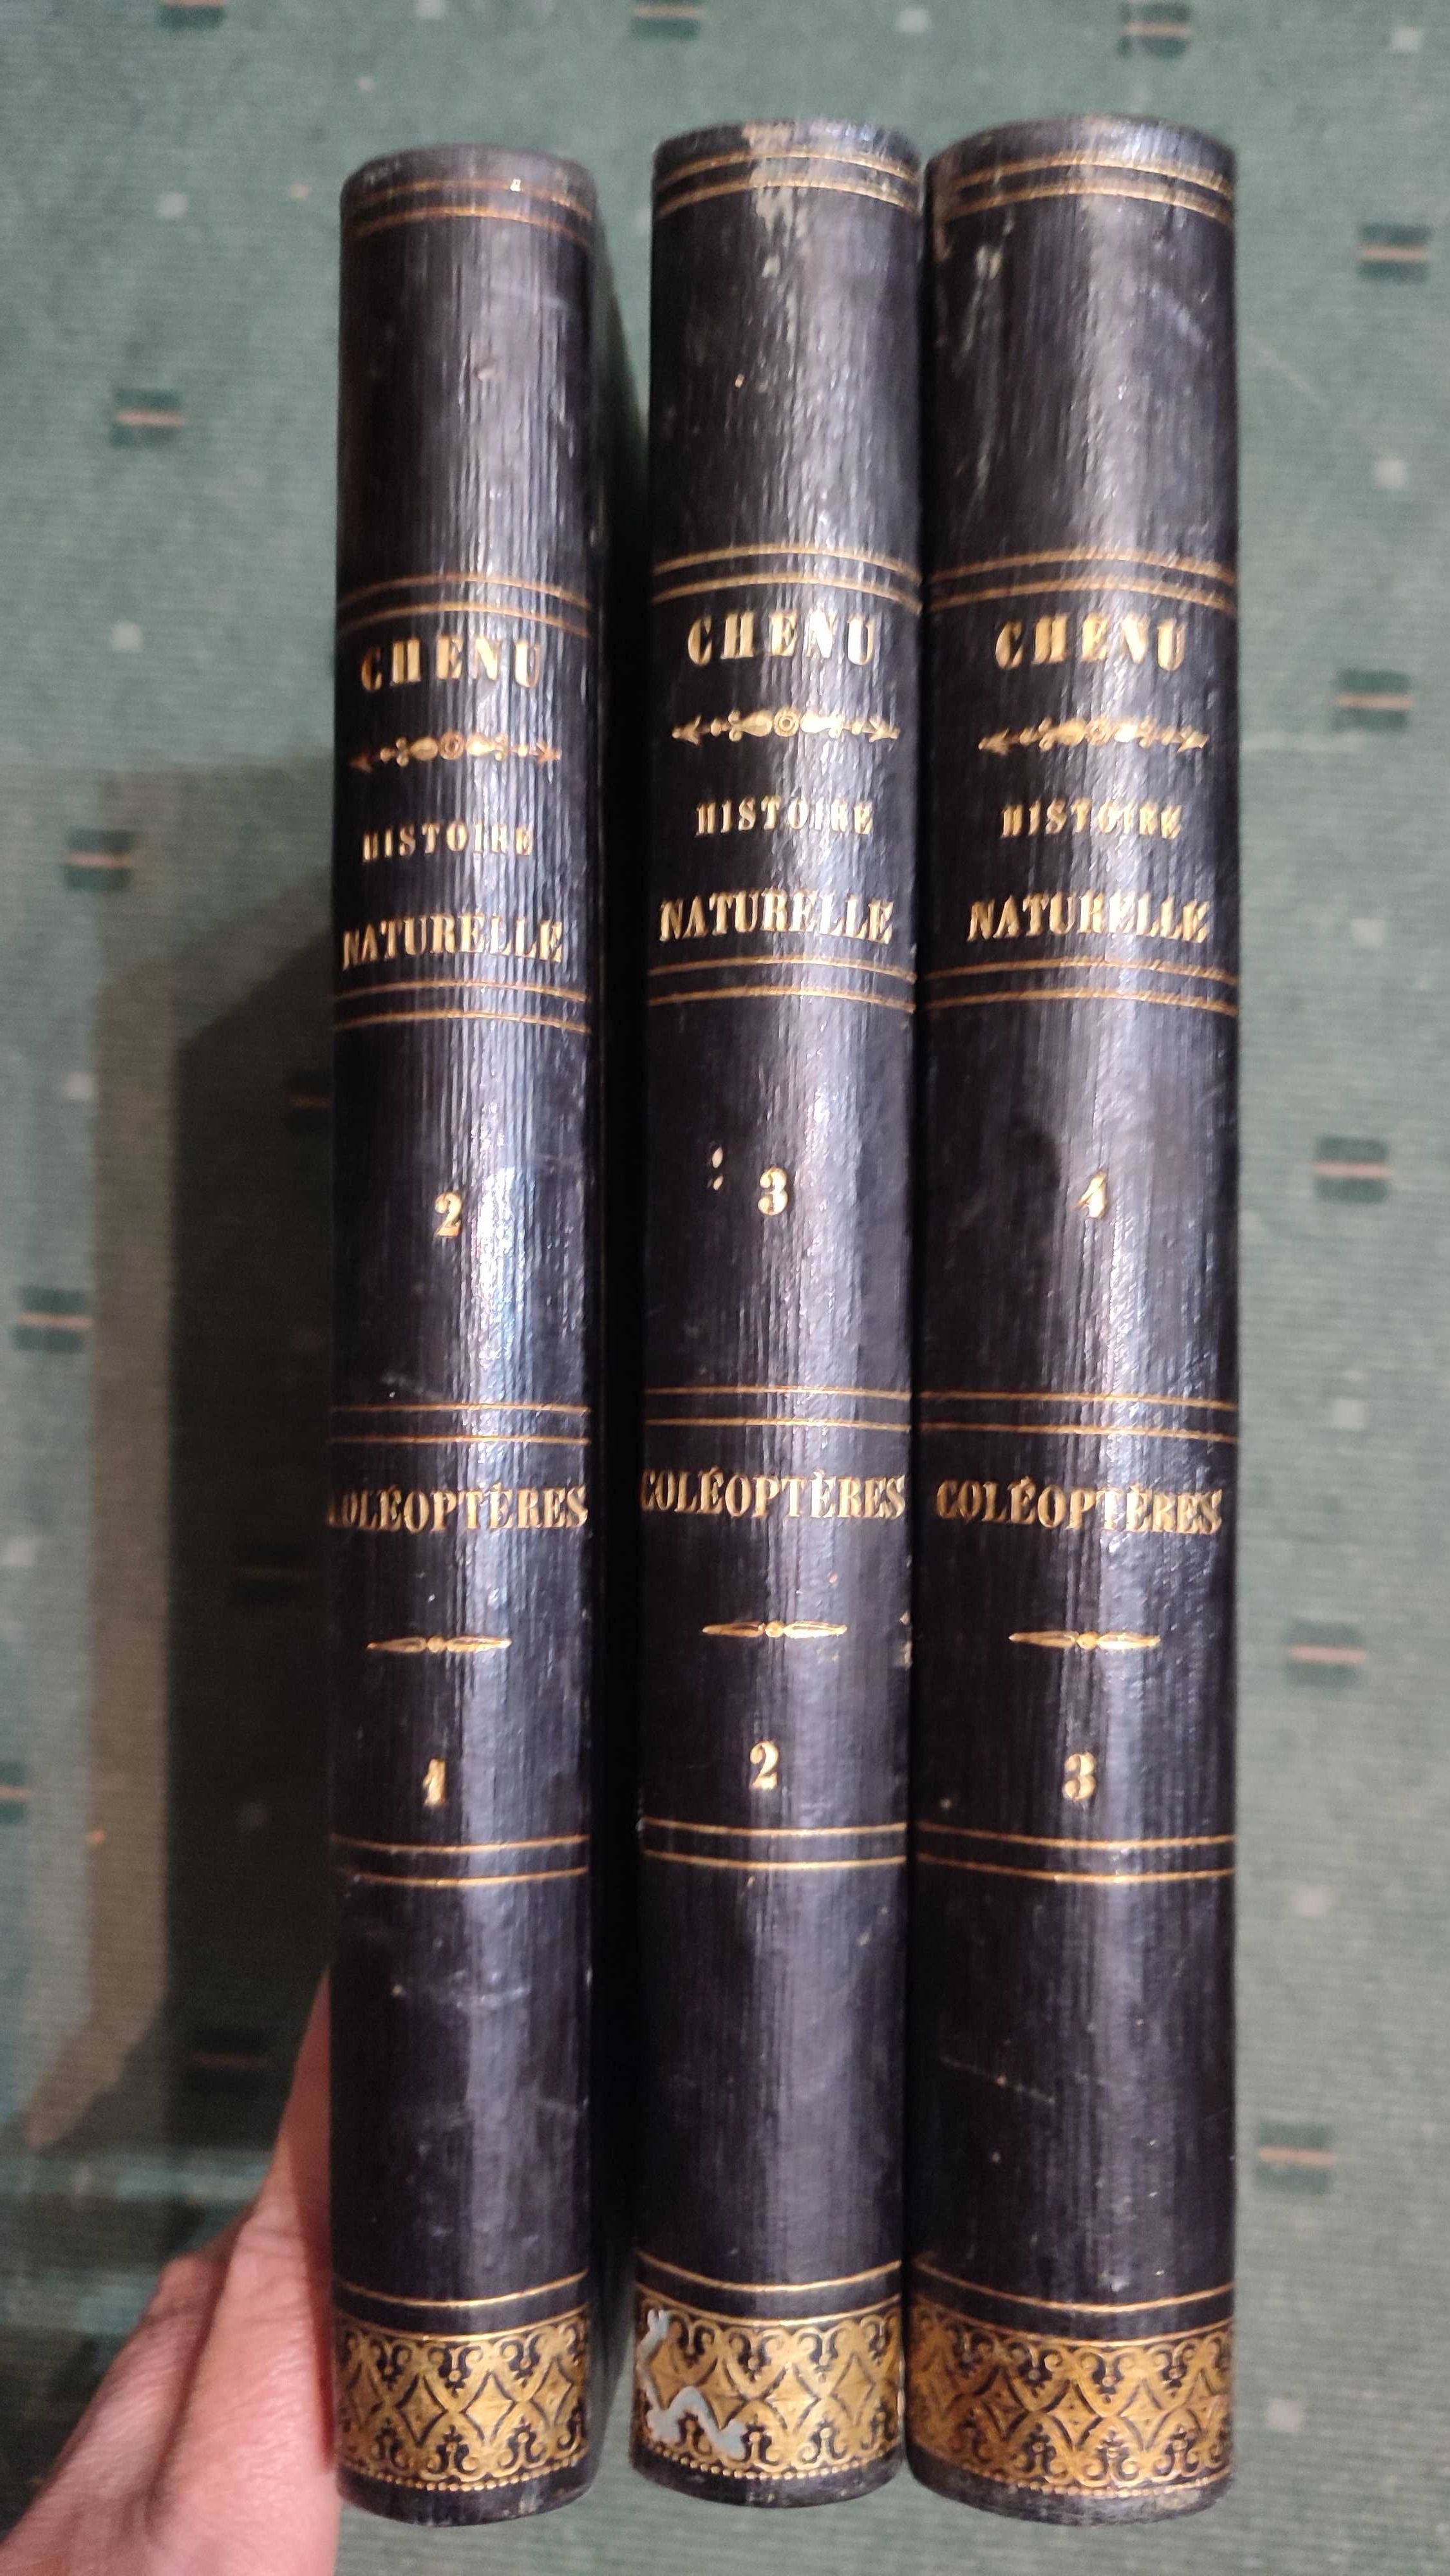 CHENU
HISTOIRE
NATURELLE
2
COLÉOPTÈRES
1
CHENU
HISTOIRE
NATURELLE
3
COLÉOPTÈRES
2
CHENU
HISTOIRE
NATURELLE
4
COLÉOPTÈRES
3